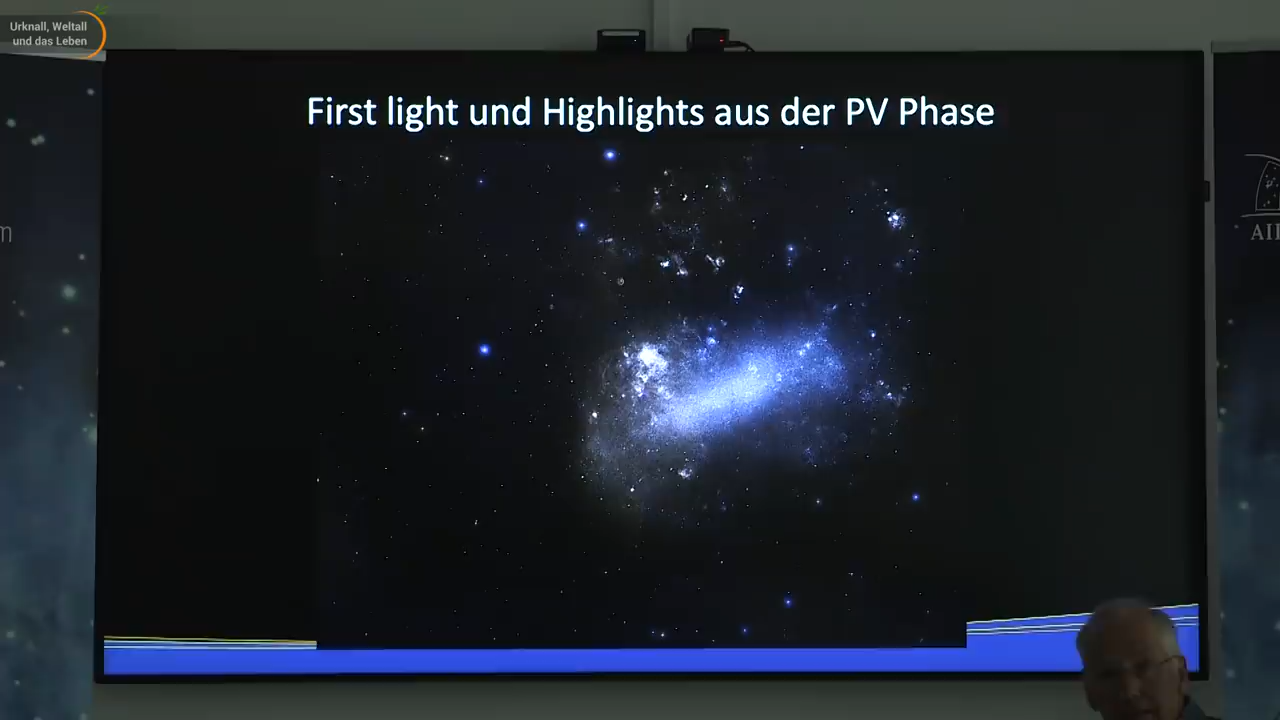 Urknall, Weltall
und das Leben
First light und Highlights aus der PV Phase
m